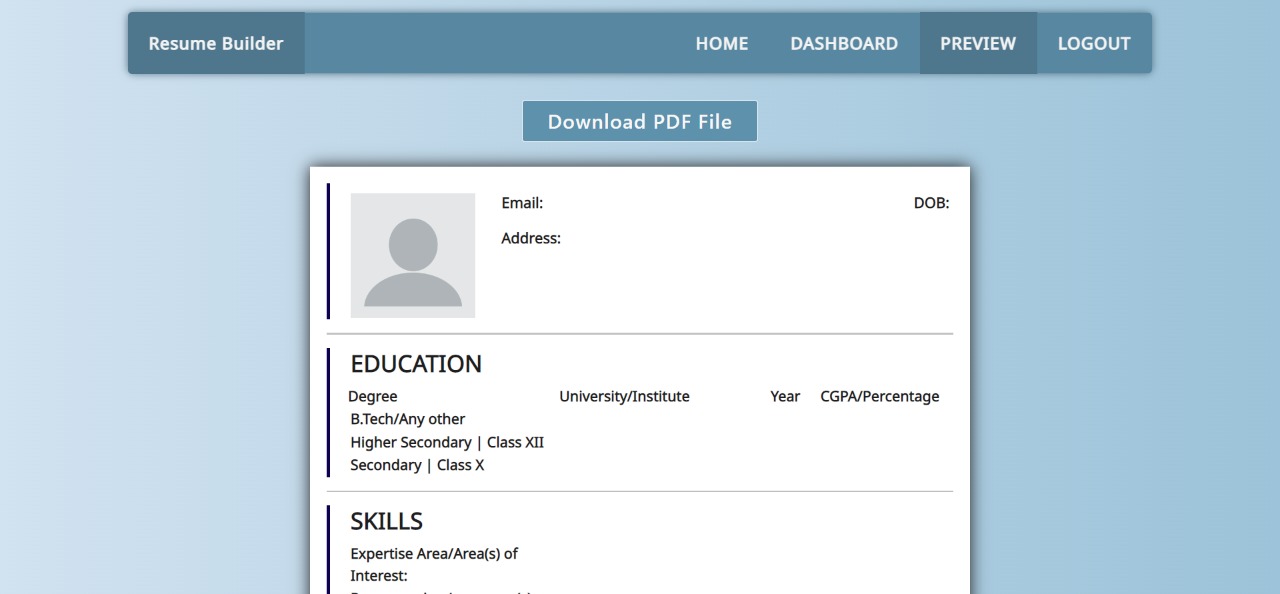 Resume Builder HOME DASHBOARD PREVIEW LOGOUT
Download PDF File
Email: DOB:
Address:
EDUCATION
Degree University/Institute Year CGPA/Percentage
B.Tech/Any other
Higher Secondary | Class XII
Secondary | Class X
SKILLS
Expertise Area/Area(s) of
Interest: